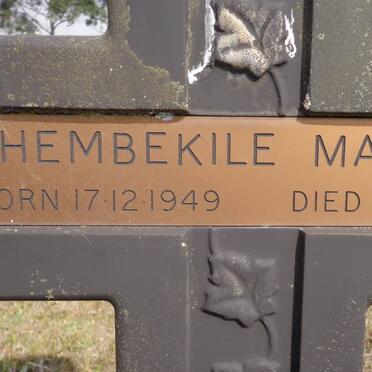 HEMBEKILE MA
ORN 17·12·1949 DIED